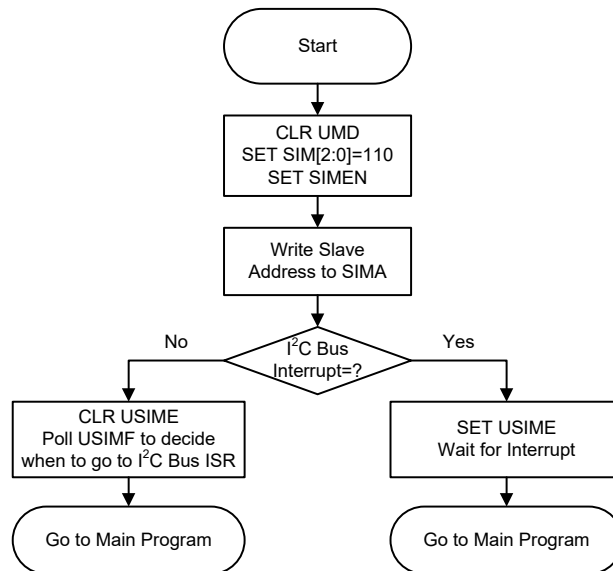 Start
CLR UMD
SET SIM[2:0]=110
SET SIMEN
Write Slave
Address to SIMA
I²C Bus
Interrupt=?
No
Yes
CLR USIME
Poll USIMF to decide
when to go to I²C Bus ISR
SET USIME
Wait for Interrupt
Go to Main Program
Go to Main Program